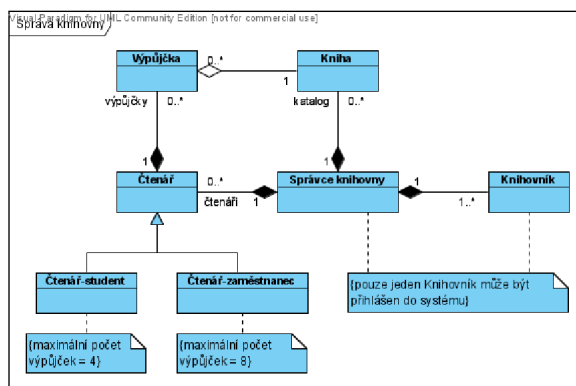 Visual Paradigm for UML Community Edition [not for commercial use]
Správa knihovny
Výpůjčka
0..*
1
Kniha
výpůjčky
0..*
katalog
0..*
1
1
Čtenář
0..*
čtenáři
1
Správce knihovny
1
1..*
Knihovník
Čtenář-student
Čtenář-zaměstnanec
{pouze jeden Knihovník může být
přihlášen do systému}
{maximální počet
výpůjček = 4}
{maximální počet
výpůjček = 8}